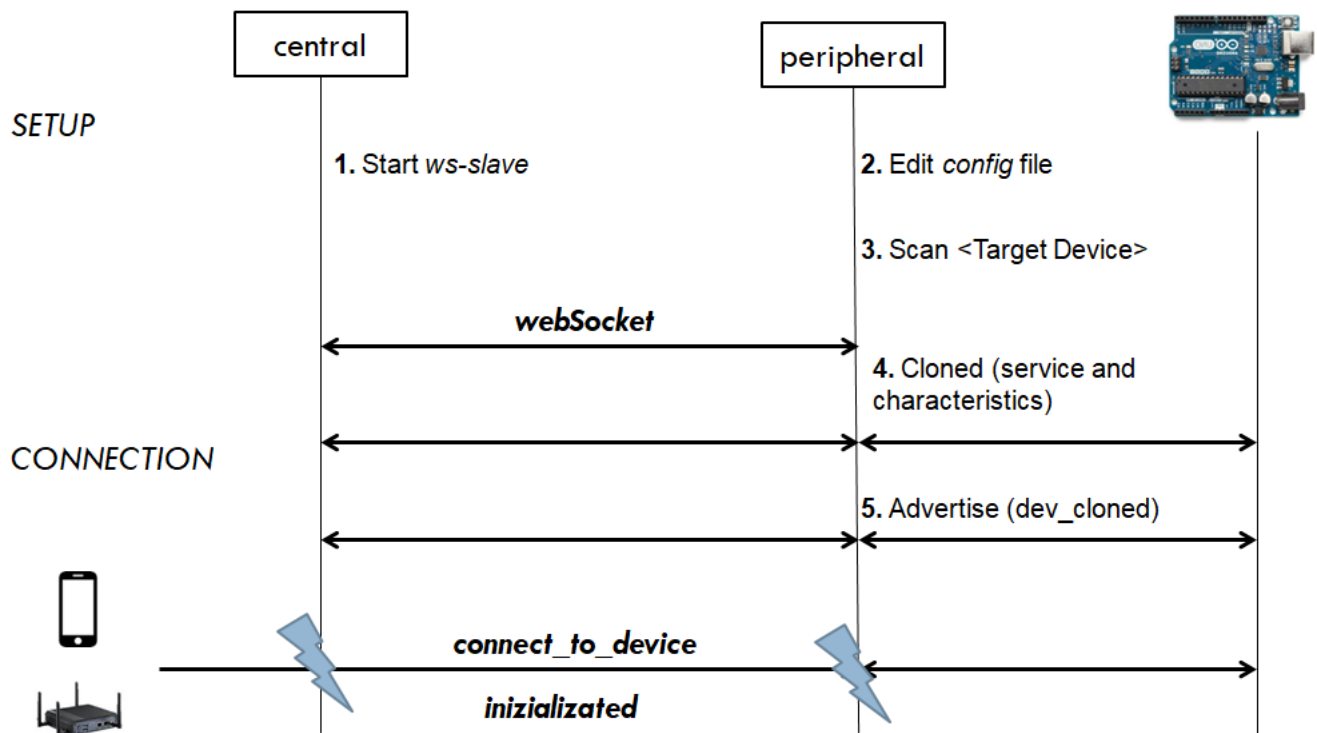 central
peripheral
SETUP
1. Start ws-slave
2. Edit config file
3. Scan <Target Device>
webSocket
4. Cloned (service and
characteristics)
CONNECTION
5. Advertise (dev_cloned)
connect_to_device
inizializated